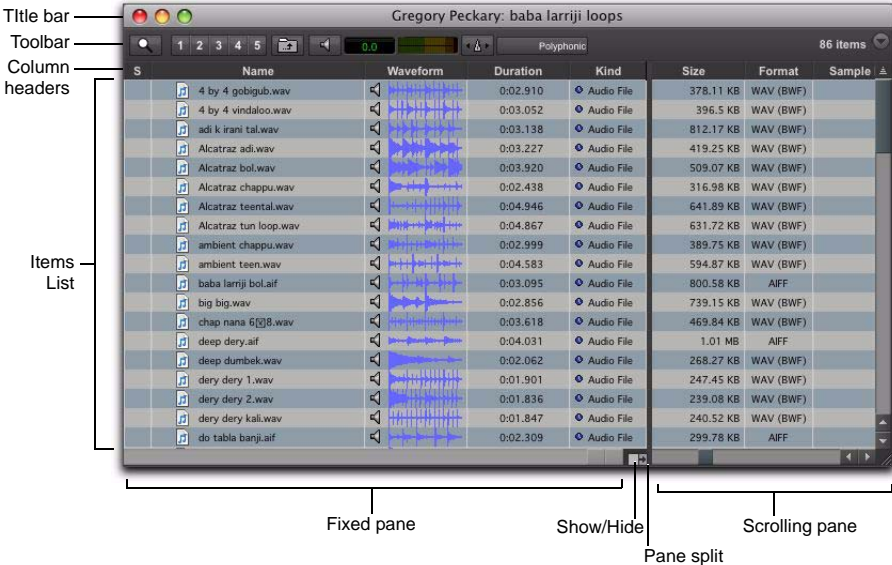 TItle bar
Gregory Peckary: baba larriji loops
Toolbar
1 2 3 4 5 0.0 Polyphonic 86 items
Column headers
S Name Waveform Duration Kind Size Format Sample
4 by 4 gobigub.wav 0:02.910 Audio File 378.11 KB WAV (BWF)
4 by 4 vindaloo.wav 0:03.052 Audio File 396.5 KB WAV (BWF)
adi k irani tal.wav 0:03.138 Audio File 812.17 KB WAV (BWF)
Alcatraz adi.wav 0:03.227 Audio File 419.25 KB WAV (BWF)
Alcatraz bol.wav 0:03.920 Audio File 509.07 KB WAV (BWF)
Alcatraz chappu.wav 0:02.438 Audio File 316.98 KB WAV (BWF)
Alcatraz teental.wav 0:04.946 Audio File 641.89 KB WAV (BWF)
Alcatraz tun loop.wav 0:04.867 Audio File 631.72 KB WAV (BWF)
ambient chappu.wav 0:02.999 Audio File 389.75 KB WAV (BWF)
Items List
ambient teen.wav 0:04.583 Audio File 594.87 KB WAV (BWF)
baba larriji bol.aif 0:03.095 Audio File 800.58 KB AIFF
big big.wav 0:02.856 Audio File 739.15 KB WAV (BWF)
chap nana 6⍰8.wav 0:03.618 Audio File 469.84 KB WAV (BWF)
deep dery.aif 0:04.031 Audio File 1.01 MB AIFF
deep dumbek.wav 0:02.062 Audio File 268.27 KB WAV (BWF)
dery dery 1.wav 0:01.901 Audio File 247.45 KB WAV (BWF)
dery dery 2.wav 0:01.836 Audio File 239.08 KB WAV (BWF)
dery dery kali.wav 0:01.847 Audio File 240.52 KB WAV (BWF)
do tabla banji.aif 0:02.309 Audio File 299.78 KB AIFF
Fixed pane
Show/Hide
Scrolling pane
Pane split